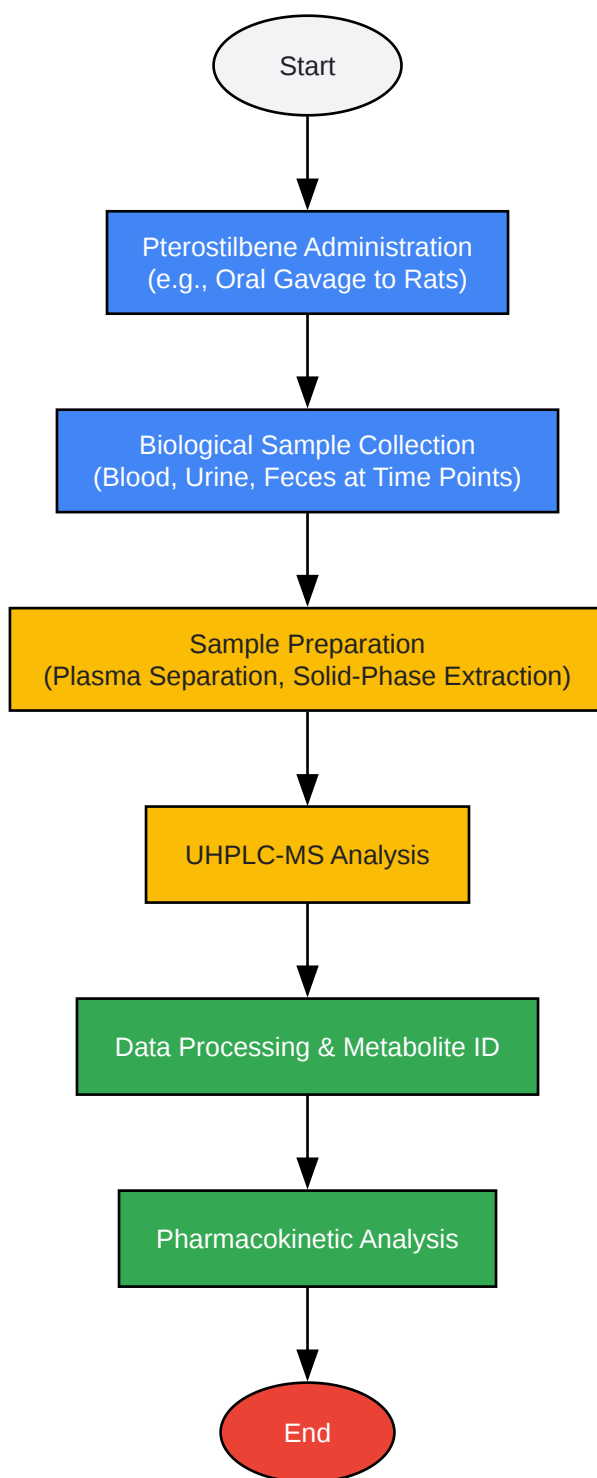 Start
Pterostilbene Administration
(e.g., Oral Gavage to Rats)
Biological Sample Collection
(Blood, Urine, Feces at Time Points)
Sample Preparation
(Plasma Separation, Solid-Phase Extraction)
UHPLC-MS Analysis
Data Processing & Metabolite ID
Pharmacokinetic Analysis
End